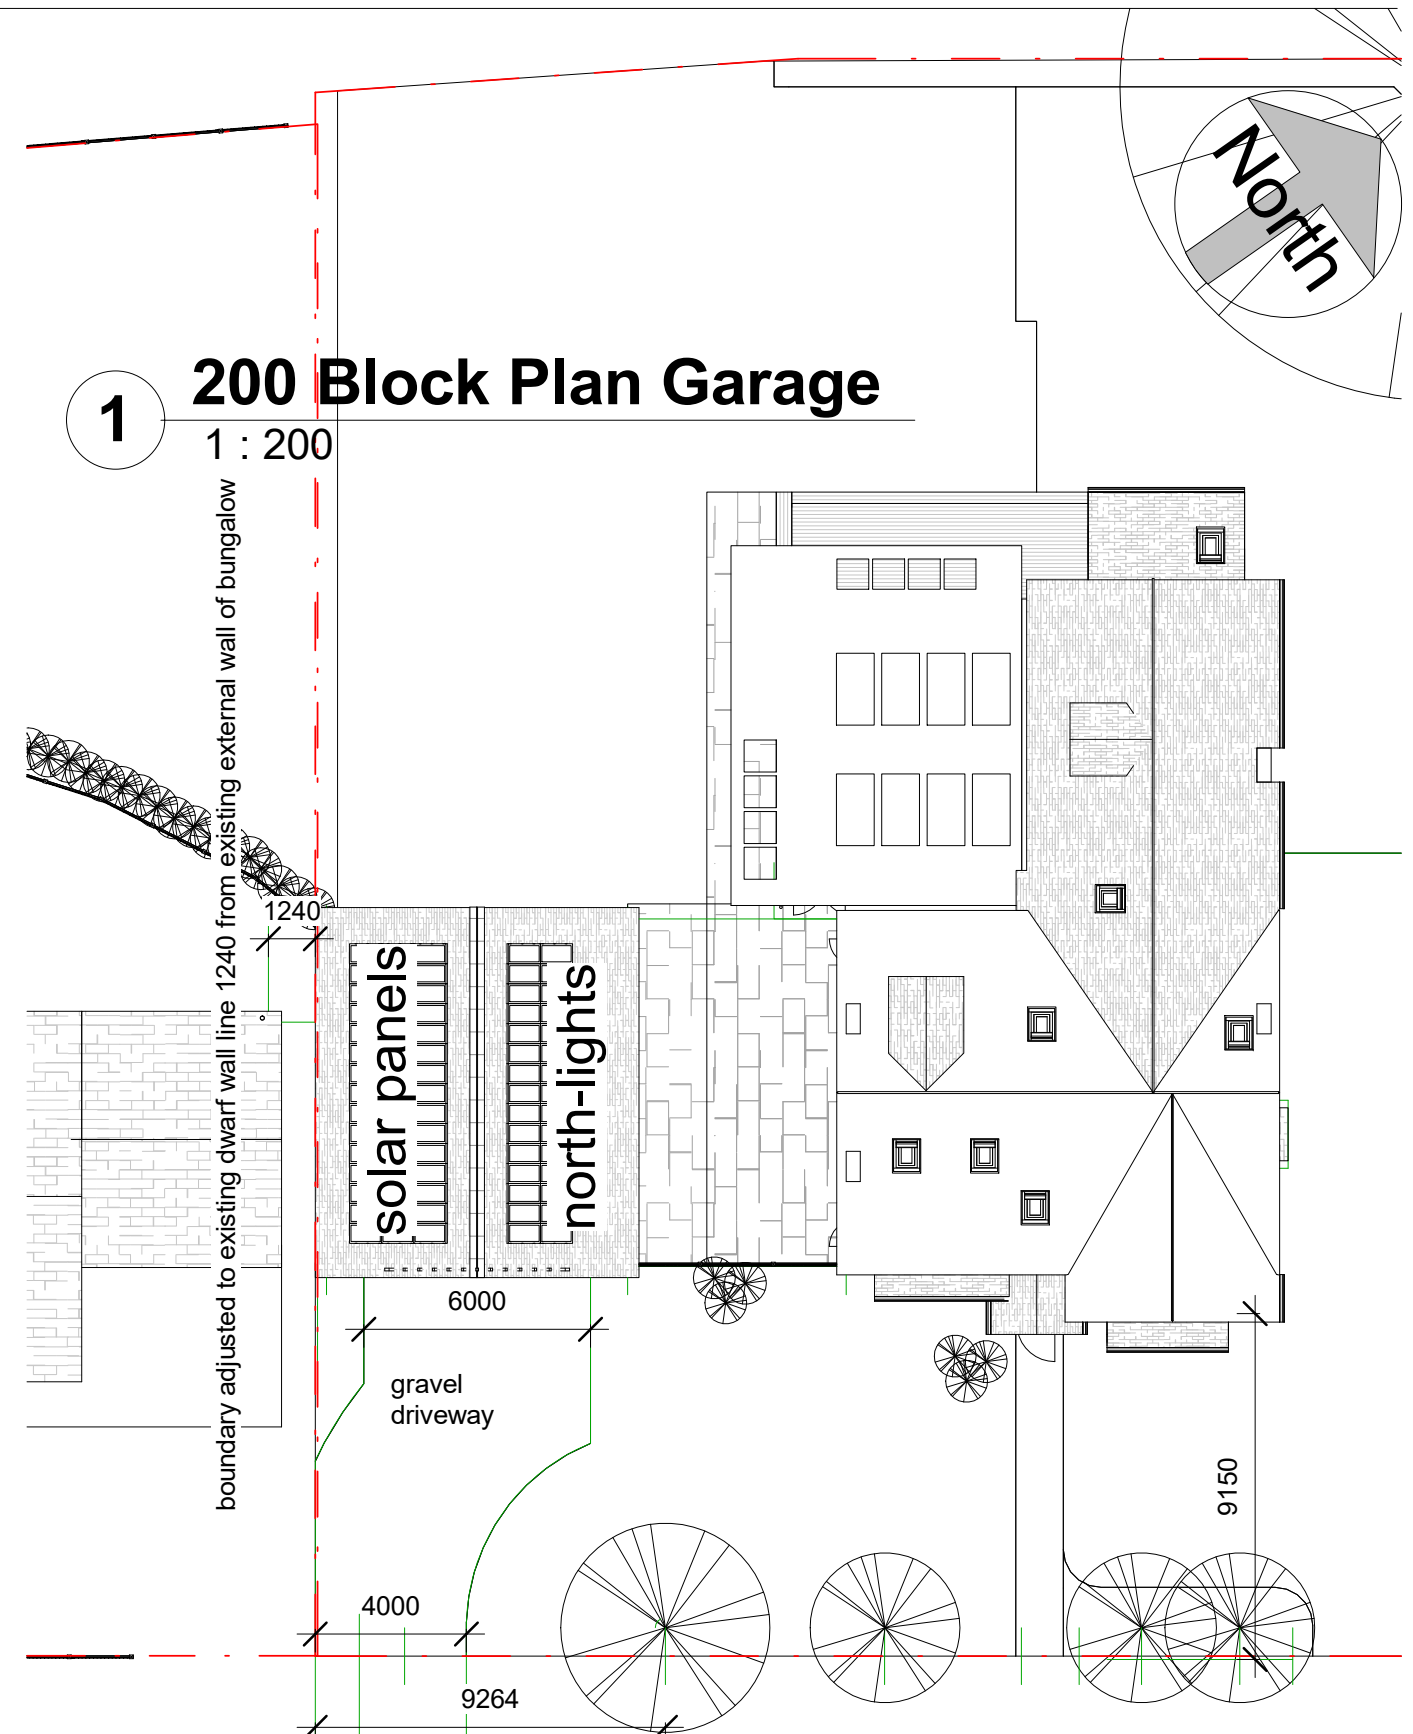 North
200 Block Plan Garage
1
1 : 200
boundary adjusted to existing dwarf wall line 1240 from existing external wall of bungalow
1240
solar panels
north-lights
6000
gravel
driveway
9150
4000
9264